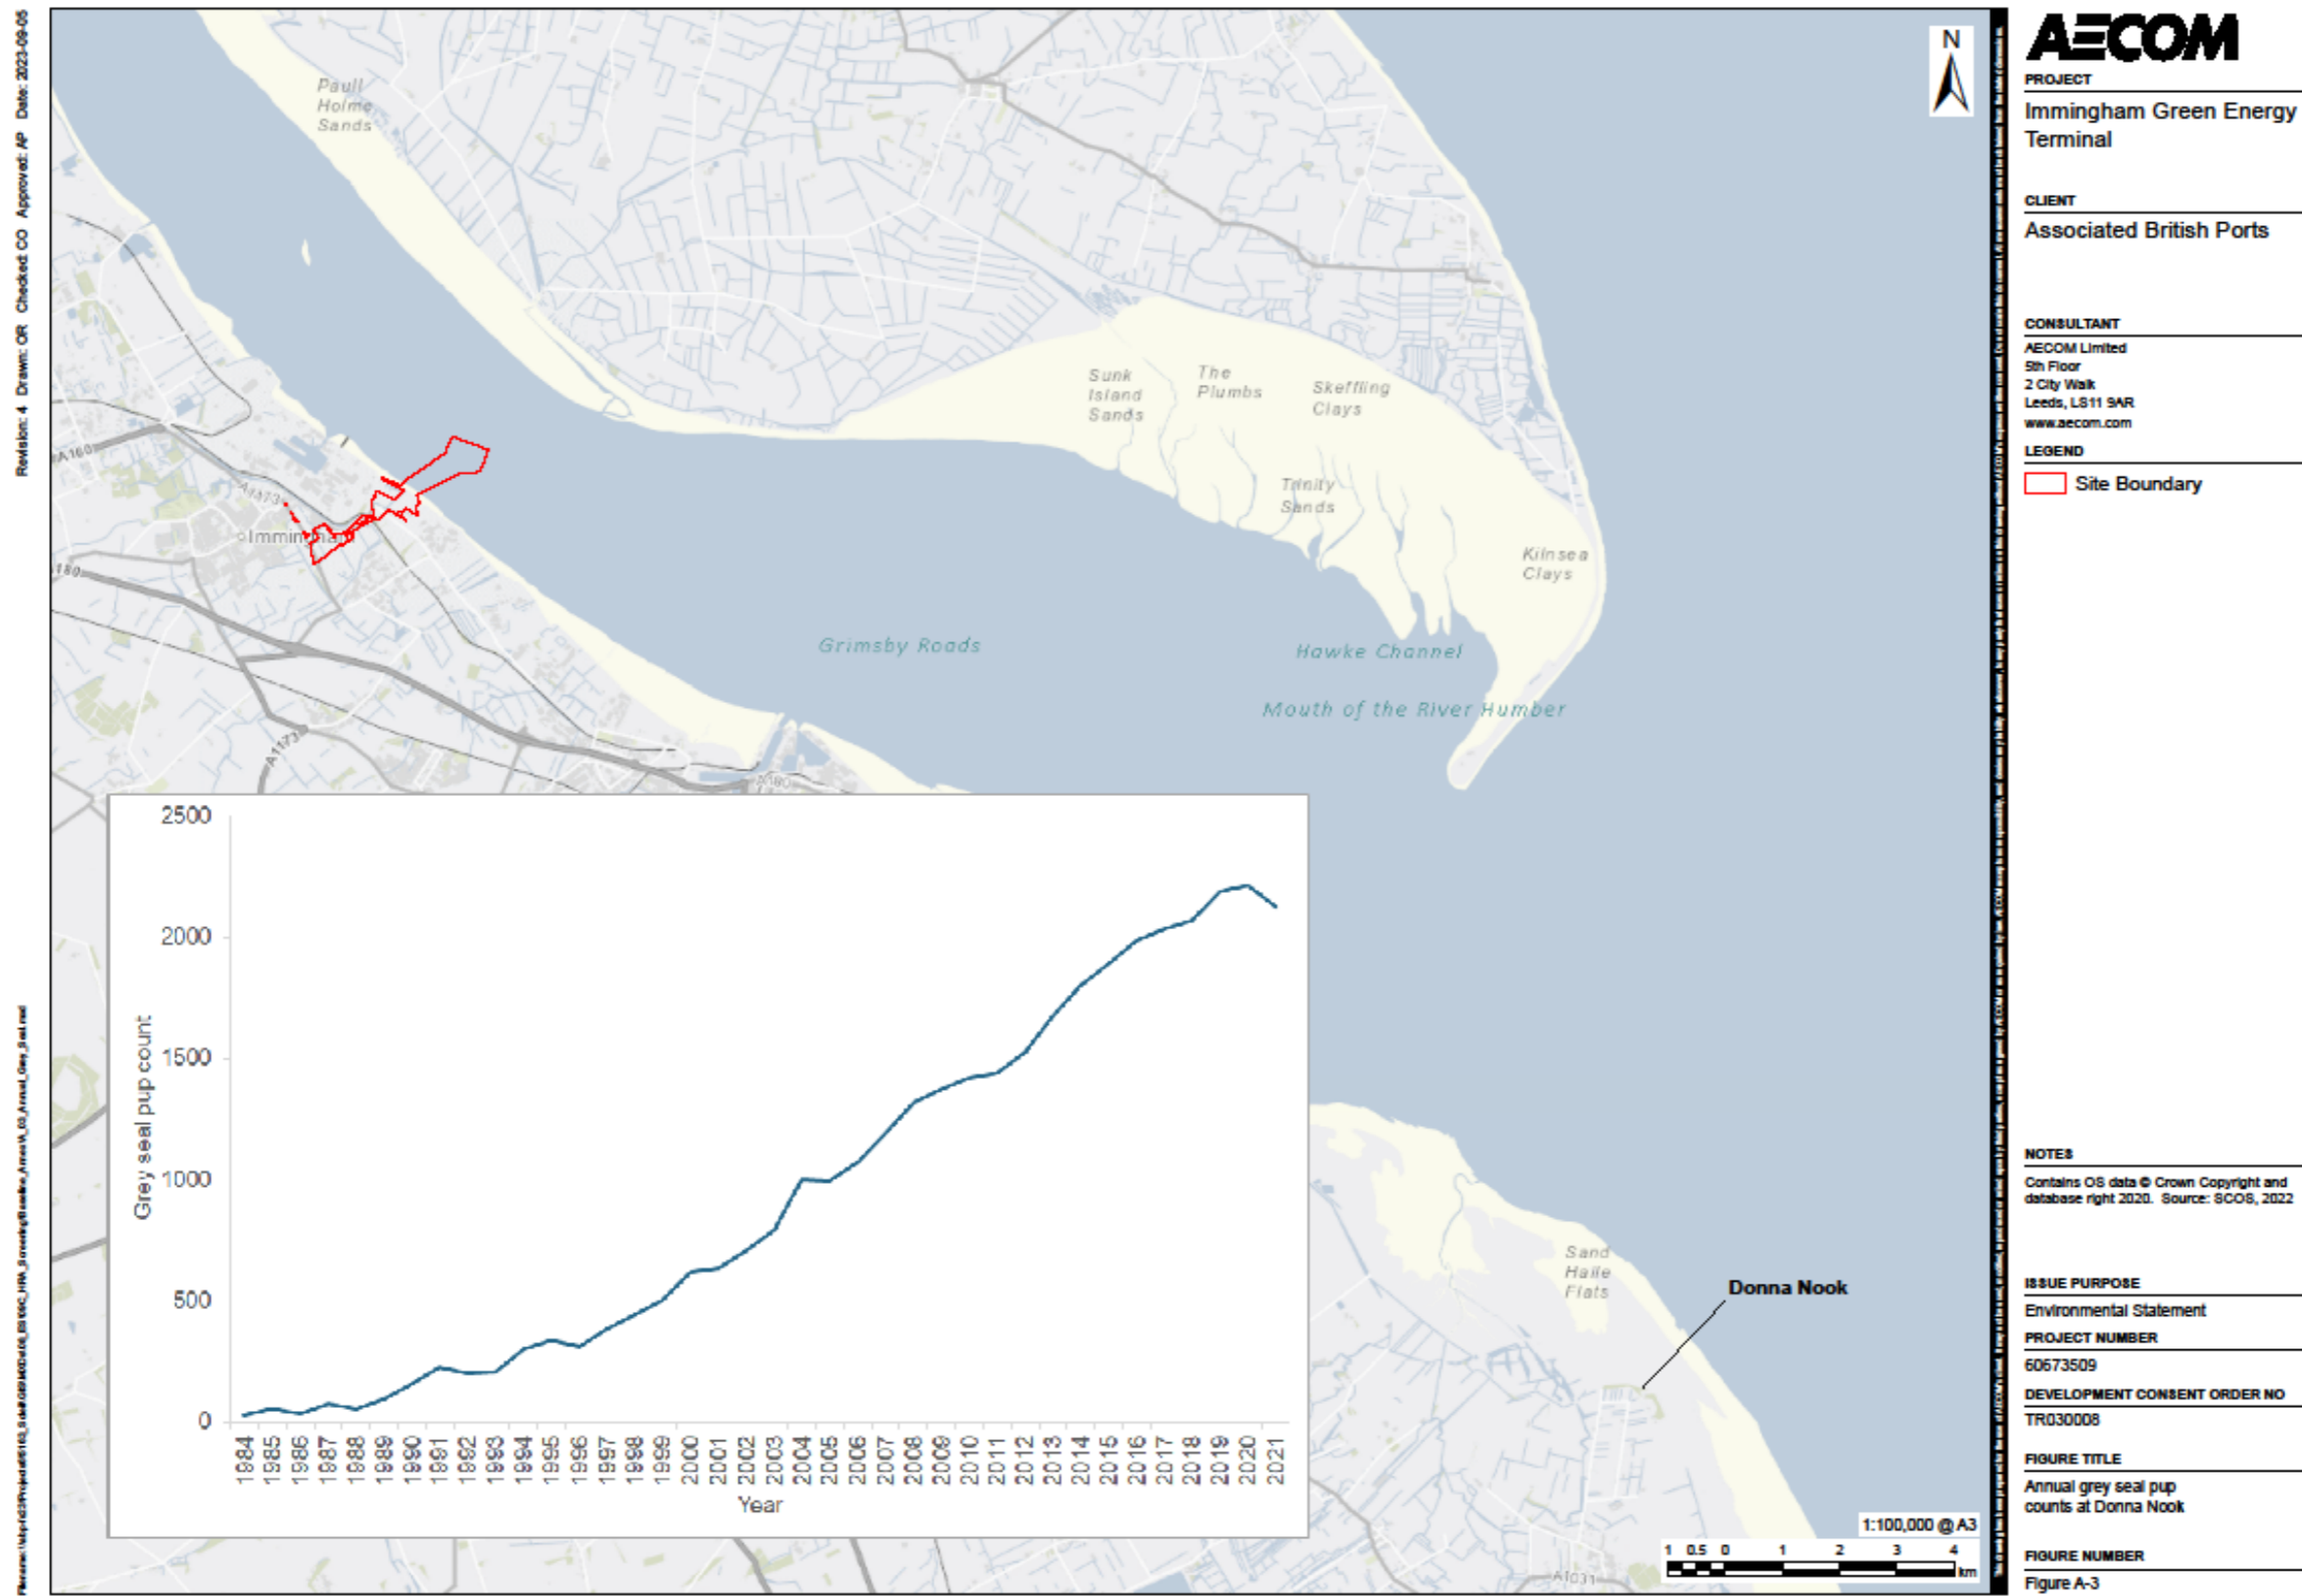 Revision: 4 Drawn: OR Checked: CO Approved: AP Date: 2023-09-05
Paull
Holme
Sands
N
A160
A1173
Immingham
A180
A1173
A180
Sunk
Island
Sands
The
Plumbs
Skeffling
Clays
Trinity
Sands
Kilnsea
Clays
Grimsby Roads
Hawke Channel
Mouth of the River Humber
2500
2000
1500
1000
500
0
Grey seal pup count
1984 1985 1986 1987 1988 1989 1990 1991 1992 1993 1994 1995 1996 1997 1998 1999 2000 2001 2002 2003 2004 2005 2006 2007 2008 2009 2010 2011 2012 2013 2014 2015 2016 2017 2018 2019 2020 2021
Year
Sand
Haile
Flats
Donna Nook
A1031
1:100,000 @ A3
1 0.5 0 1 2 3 4
km
AECOM
PROJECT
Immingham Green Energy
Terminal
CLIENT
Associated British Ports
CONSULTANT
AECOM Limited
5th Floor
2 City Walk
Leeds, LS11 9AR
www.aecom.com
LEGEND
Site Boundary
NOTES
Contains OS data © Crown Copyright and
database right 2020. Source: SCOS, 2022
ISSUE PURPOSE
Environmental Statement
PROJECT NUMBER
60673509
DEVELOPMENT CONSENT ORDER NO
TR030008
FIGURE TITLE
Annual grey seal pup
counts at Donna Nook
FIGURE NUMBER
Figure A-3